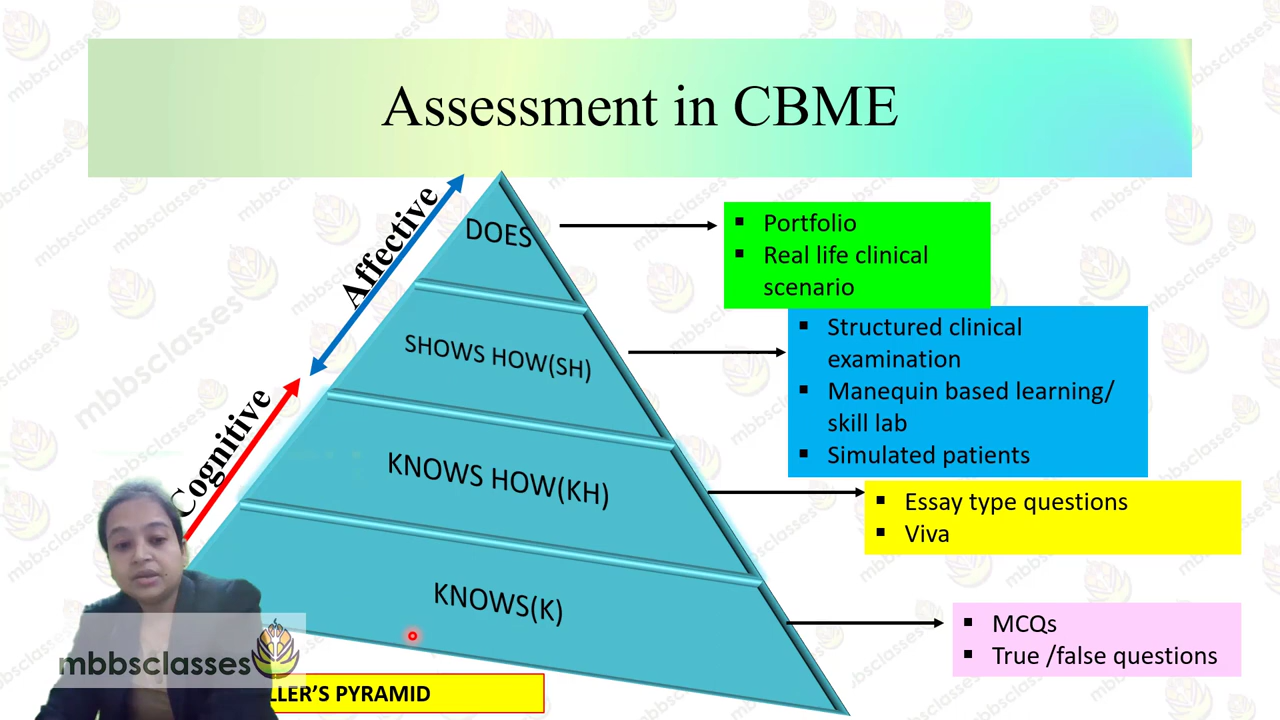 Assessment in CBME
Affective
Cognitive
DOES
SHOWS HOW(SH)
KNOWS HOW(KH)
KNOWS(K)
Portfolio
Real life clinical
scenario
Structured clinical
examination
Manequin based learning/
skill lab
Simulated patients
Essay type questions
Viva
MCQs
True /false questions
LLER'S PYRAMID
mbbsclasses